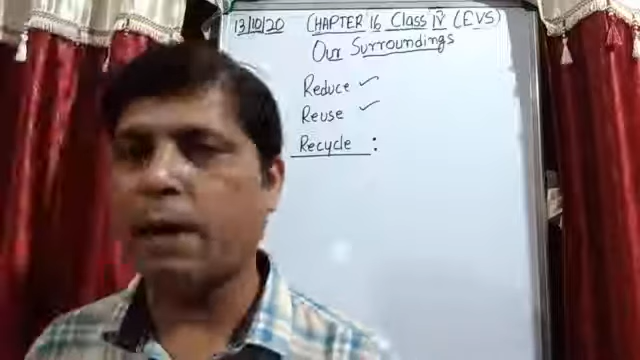 13/10/20 CHAPTER 16 Class IV (EVS)
Our Surroundings
Reduce ✓
Reuse ✓
Recycle :